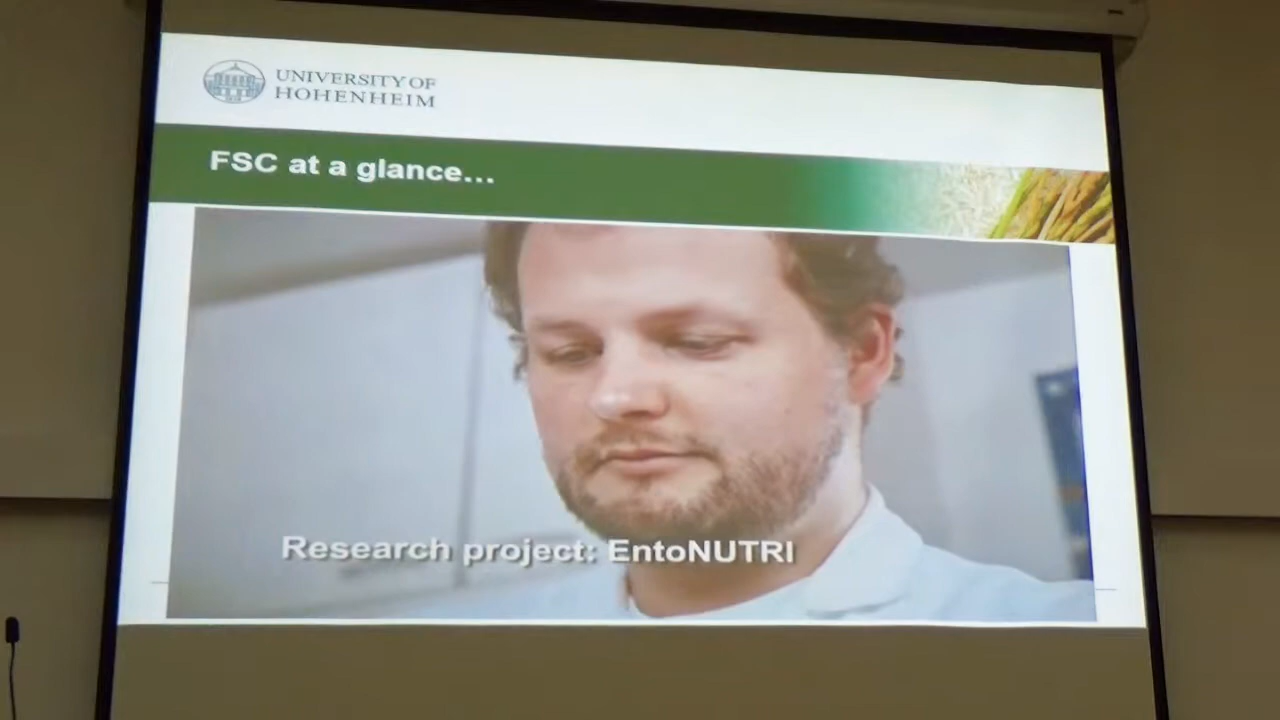 UNIVERSITY OF
HOHENHEIM
FSC at a glance...
Research project: EntoNUTRI